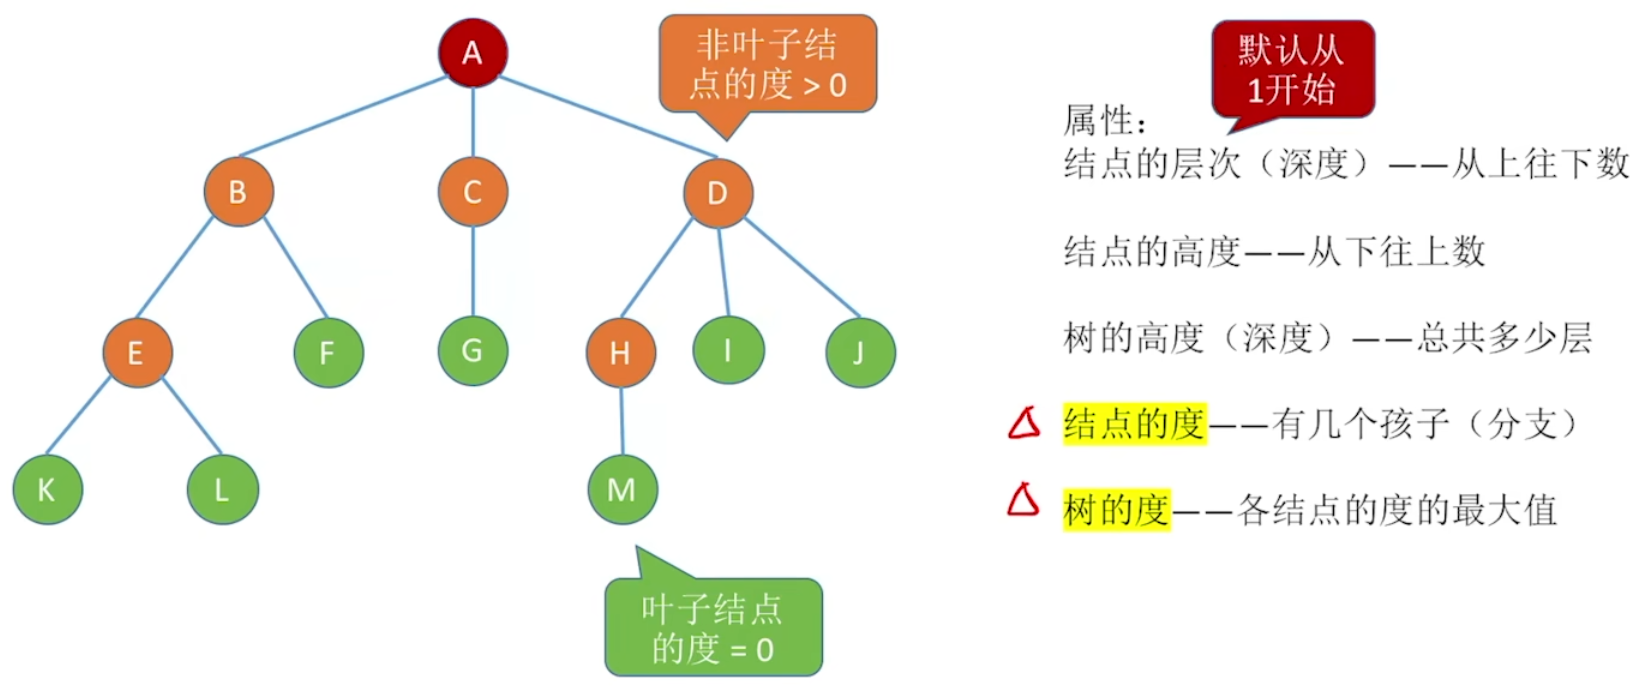 A
非叶子结
点的度 > 0
默认从
1开始
属性：
结点的层次（深度）——从上往下数
B
C
D
结点的高度——从下往上数
树的高度（深度）——总共多少层
E
F
G
H
I
J
结点的度——有几个孩子（分支）
K
L
M
树的度——各结点的度的最大值
叶子结点
的度 = 0